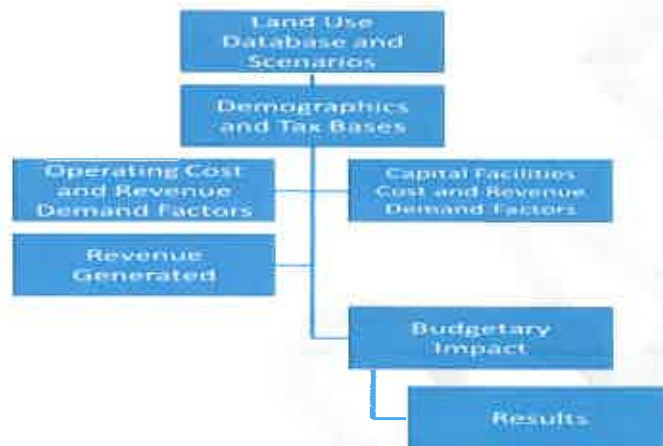 Land Use
Database and
Scenarios
Demographics
and Tax Bases
Operating Cost
and Revenue
Demand Factors
Capital Facilities
Cost and Revenue
Demand Factors
Revenue
Generated
Budgetary
Impact
Results